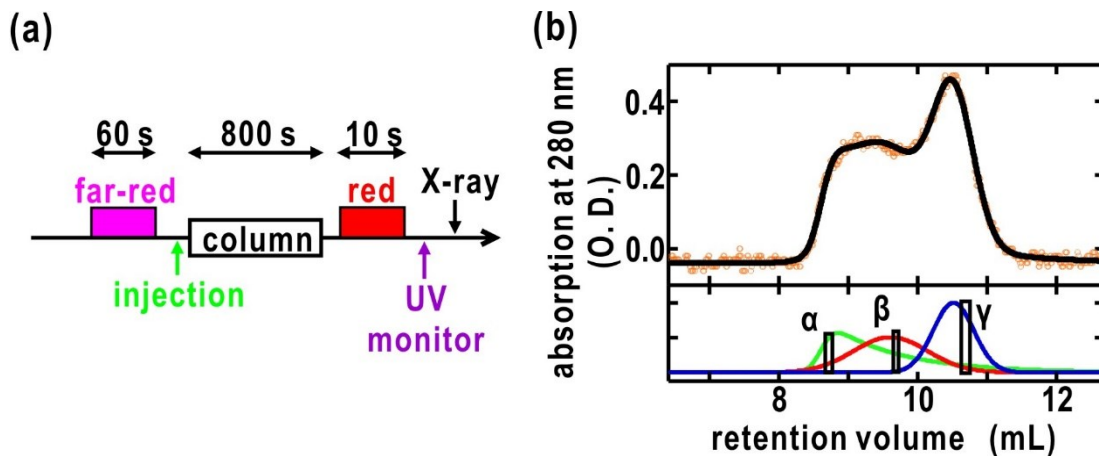 (a)
60 s
800 s
10 s
far-red
red
X-ray
column
injection
UV
monitor
(b)
absorption at 280 nm
(O. D.)
0.4
0.2
0.0
α
β
γ
8
10
12
retention volume (mL)